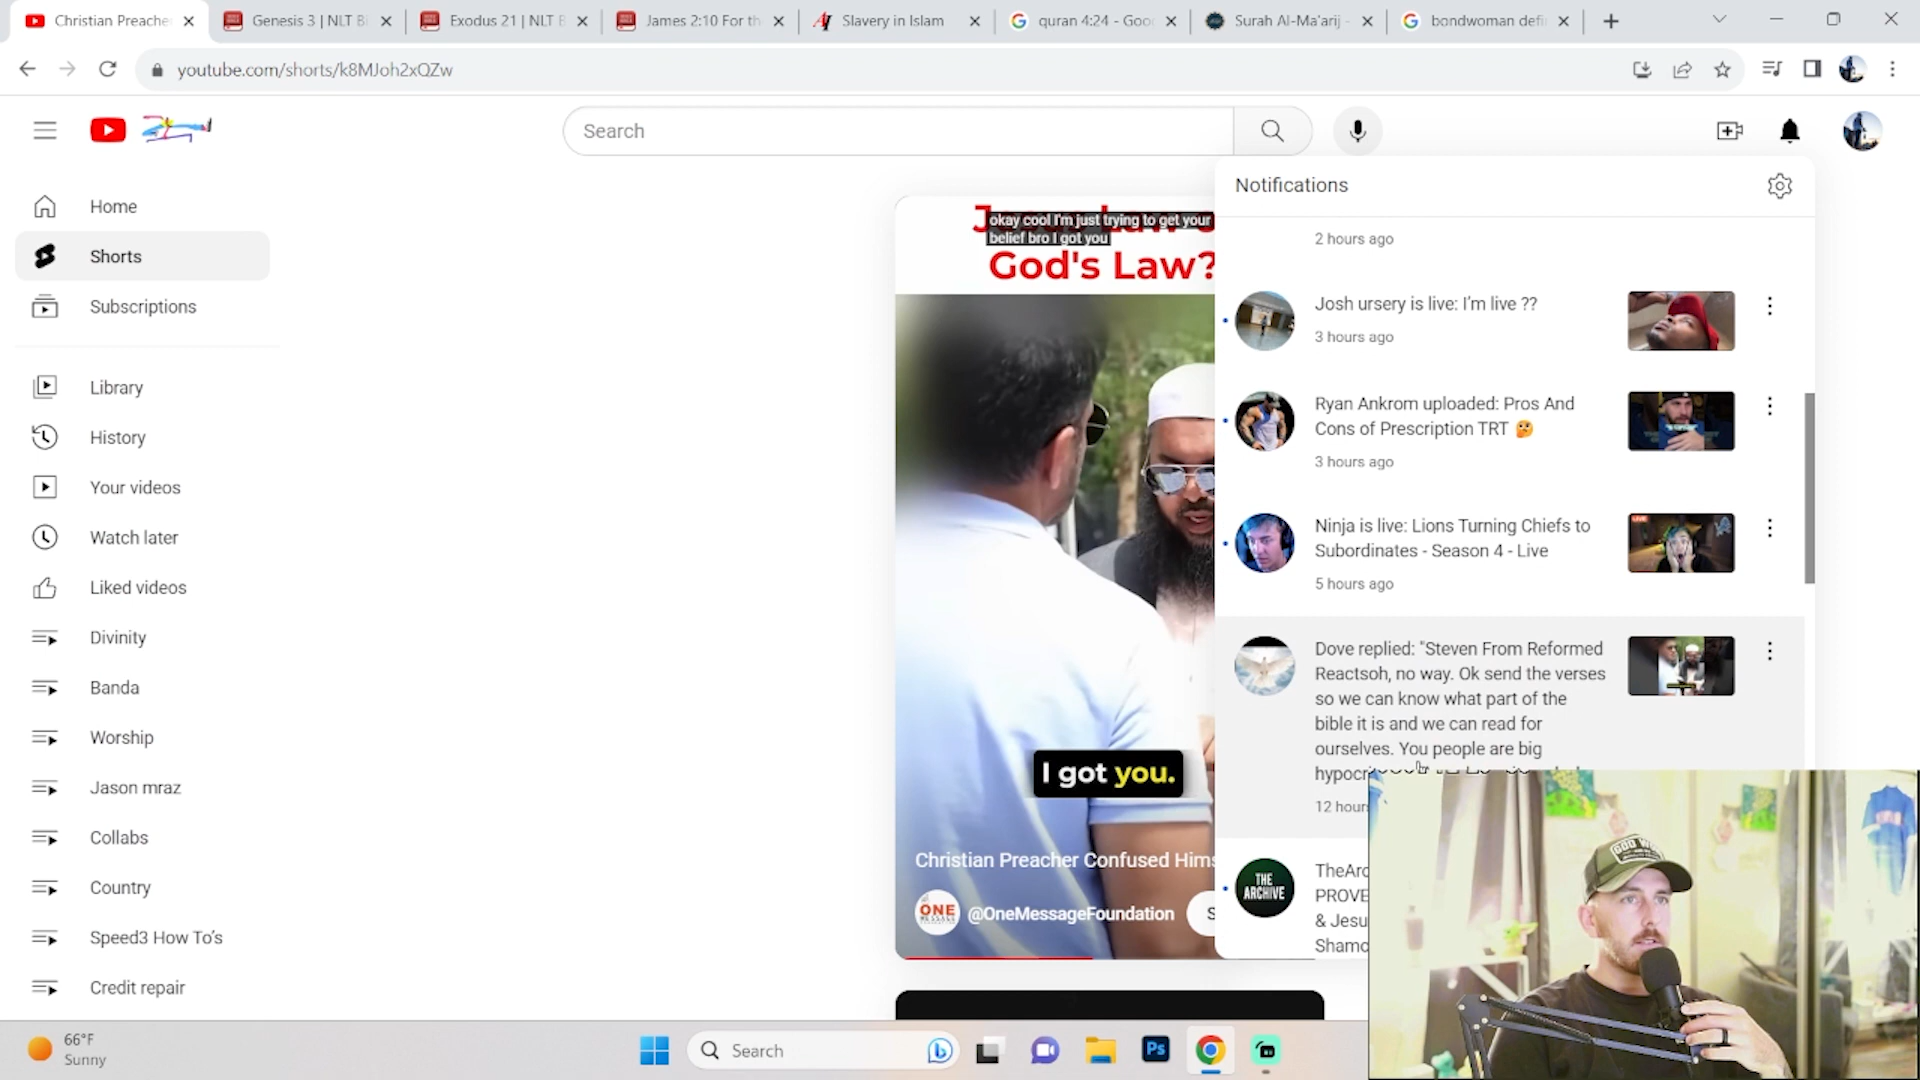 Christian Preache
Genesis 3 | NLT B
Exodus 21 | NLT B
James 2:10 For th
Slavery in Islam
quran 4:24 - Goo
Surah Al-Ma'arij -
bondwoman defi
youtube.com/shorts/k8MJoh2xQZw
Search
Notifications
Home
Shorts
Subscriptions
Library
History
Your videos
Watch later
Liked videos
Divinity
Banda
Worship
Jason mraz
Collabs
Country
Speed3 How To's
Credit repair
okay cool I'm just trying to get your
belief bro I got you
God's Law?
I got you.
Christian Preacher Confused Hims
ONE
@OneMessageFoundation
S
2 hours ago
Josh ursery is live: I'm live ??
3 hours ago
Ryan Ankrom uploaded: Pros And
Cons of Prescription TRT 🤔
3 hours ago
Ninja is live: Lions Turning Chiefs to
Subordinates - Season 4 - Live
5 hours ago
Dove replied: "Steven From Reformed
Reactsoh, no way. Ok send the verses
so we can know what part of the
bible it is and we can read for
ourselves. You people are big
hypocri
12 hour
THE
ARCHIVE
TheArc
PROVE
& Jesu
Shamo
66°F
Sunny
Search
Ps